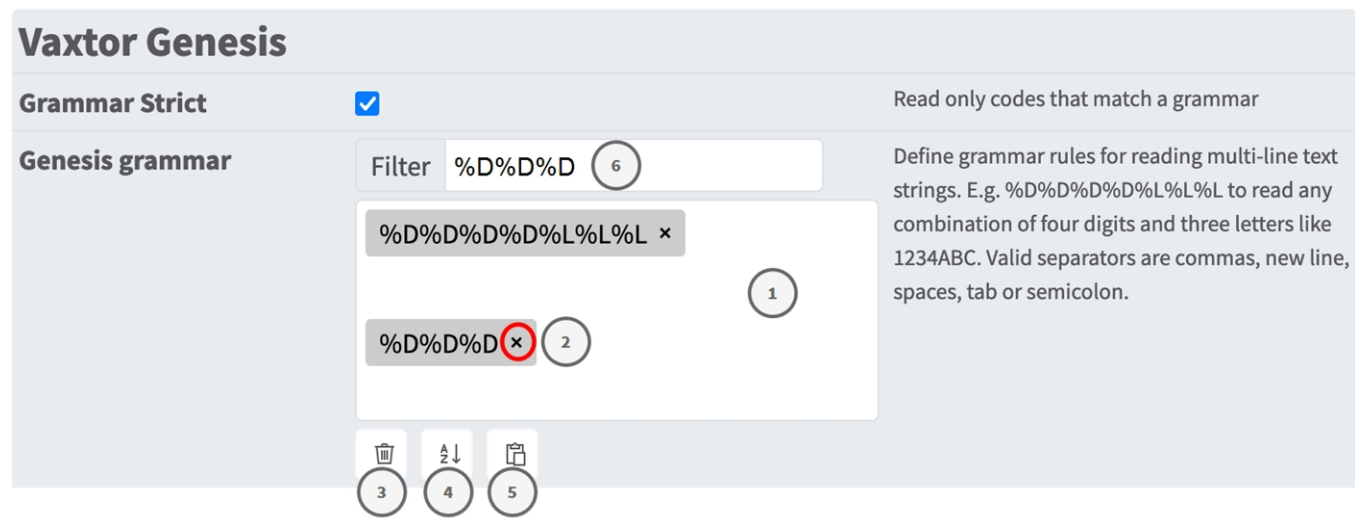 Vaxtor Genesis
Grammar Strict
Read only codes that match a grammar
Genesis grammar
Filter %D%D%D 6
Define grammar rules for reading multi-line text
strings. E.g. %D%D%D%D%L%L%L to read any
combination of four digits and three letters like
1234ABC. Valid separators are commas, new line,
spaces, tab or semicolon.
%D%D%D%D%L%L%L ×
1
%D%D%D × 2
3 4 5